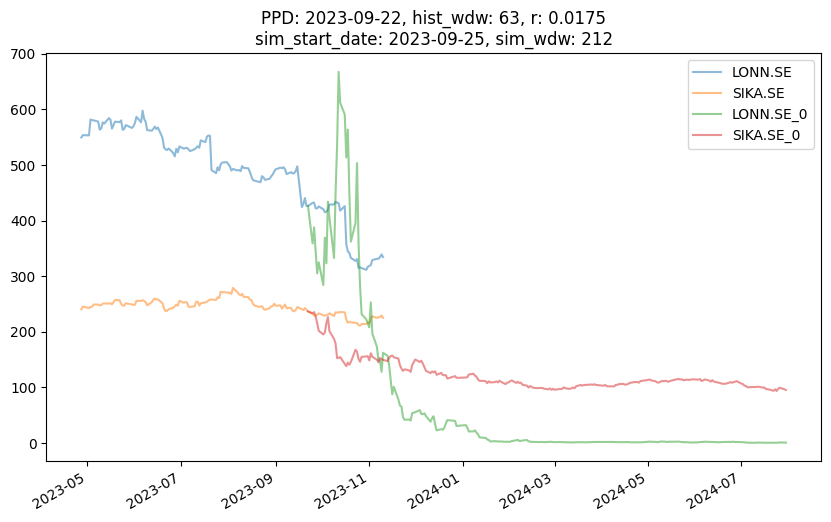 PPD: 2023-09-22, hist_wdw: 63, r: 0.0175
sim_start_date: 2023-09-25, sim_wdw: 212
700
600
500
400
300
200
100
0
LONN.SE
SIKA.SE
LONN.SE_0
SIKA.SE_0
2023-05
2023-07
2023-09
2023-11
2024-01
2024-03
2024-05
2024-07